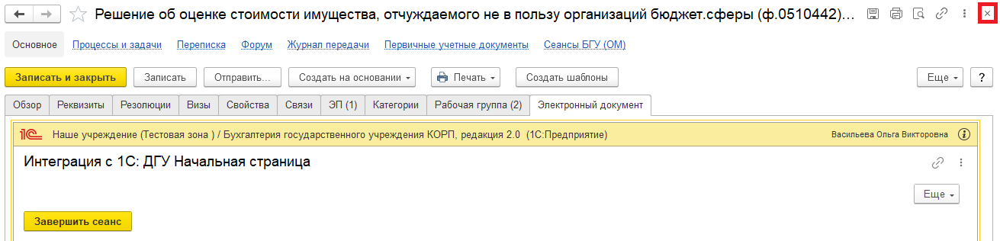 Решение об оценке стоимости имущества, отчуждаемого не в пользу организаций бюджет.сферы (ф.0510442)...
Основное Процессы и задачи Переписка Форум Журнал передачи Первичные учетные документы Сеансы БГУ (ОМ)
Записать и закрыть Записать Отправить... Создать на основании Печать Создать шаблоны Еще ?
Обзор Реквизиты Резолюции Визы Свойства Связи ЭП (1) Категории Рабочая группа (2) Электронный документ
1С Наше учреждение (Тестовая зона ) / Бухгалтерия государственного учреждения КОРП, редакция 2.0 (1С:Предприятие) Васильева Ольга Викторовна i
Интеграция с 1С: ДГУ Начальная страница
Еще
Завершить сеанс